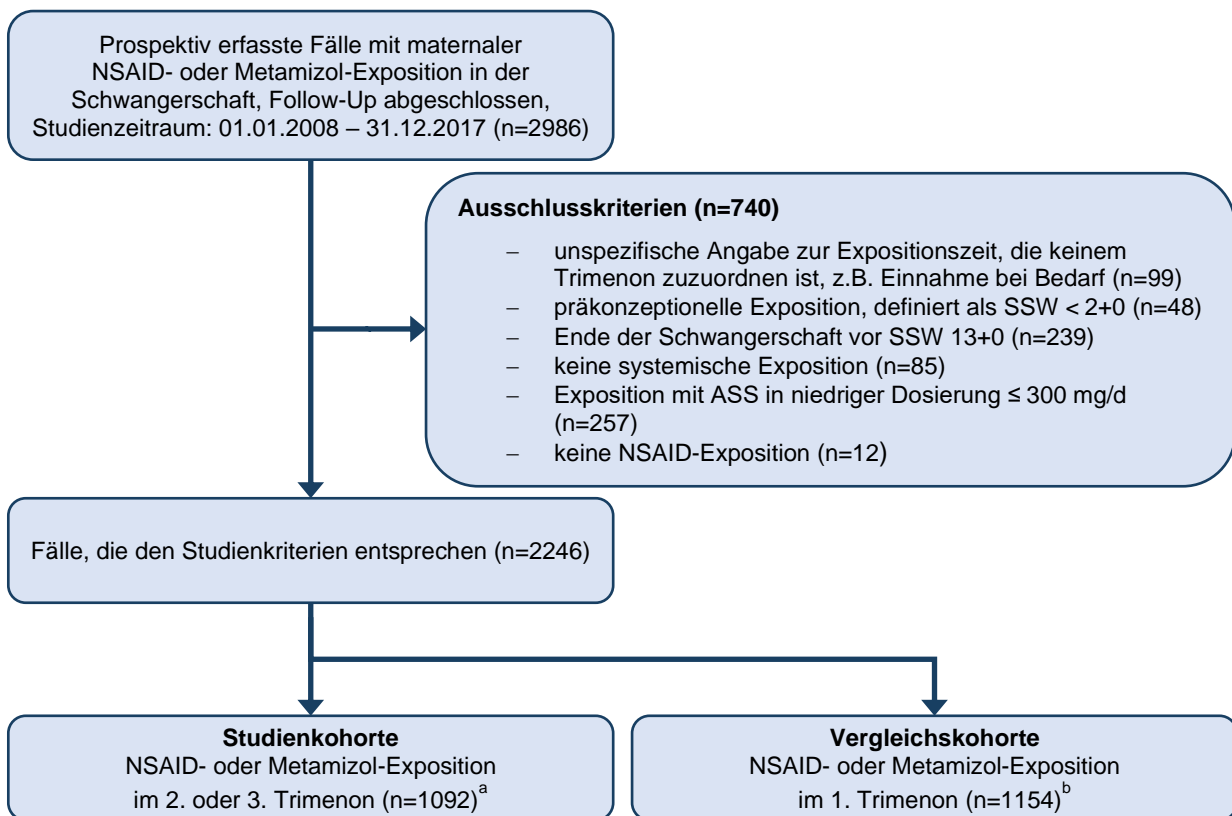 Prospektiv erfasste Fälle mit maternaler
NSAID- oder Metamizol-Exposition in der
Schwangerschaft, Follow-Up abgeschlossen,
Studienzeitraum: 01.01.2008 – 31.12.2017 (n=2986)
Ausschlusskriterien (n=740)
– unspezifische Angabe zur Expositionszeit, die keinem
Trimenon zuzuordnen ist, z.B. Einnahme bei Bedarf (n=99)
– präkonzeptionelle Exposition, definiert als SSW < 2+0 (n=48)
– Ende der Schwangerschaft vor SSW 13+0 (n=239)
– keine systemische Exposition (n=85)
– Exposition mit ASS in niedriger Dosierung ≤ 300 mg/d
(n=257)
– keine NSAID-Exposition (n=12)
Fälle, die den Studienkriterien entsprechen (n=2246)
Studienkohorte
NSAID- oder Metamizol-Exposition
im 2. oder 3. Trimenon (n=1092)a
Vergleichskohorte
NSAID- oder Metamizol-Exposition
im 1. Trimenon (n=1154)b